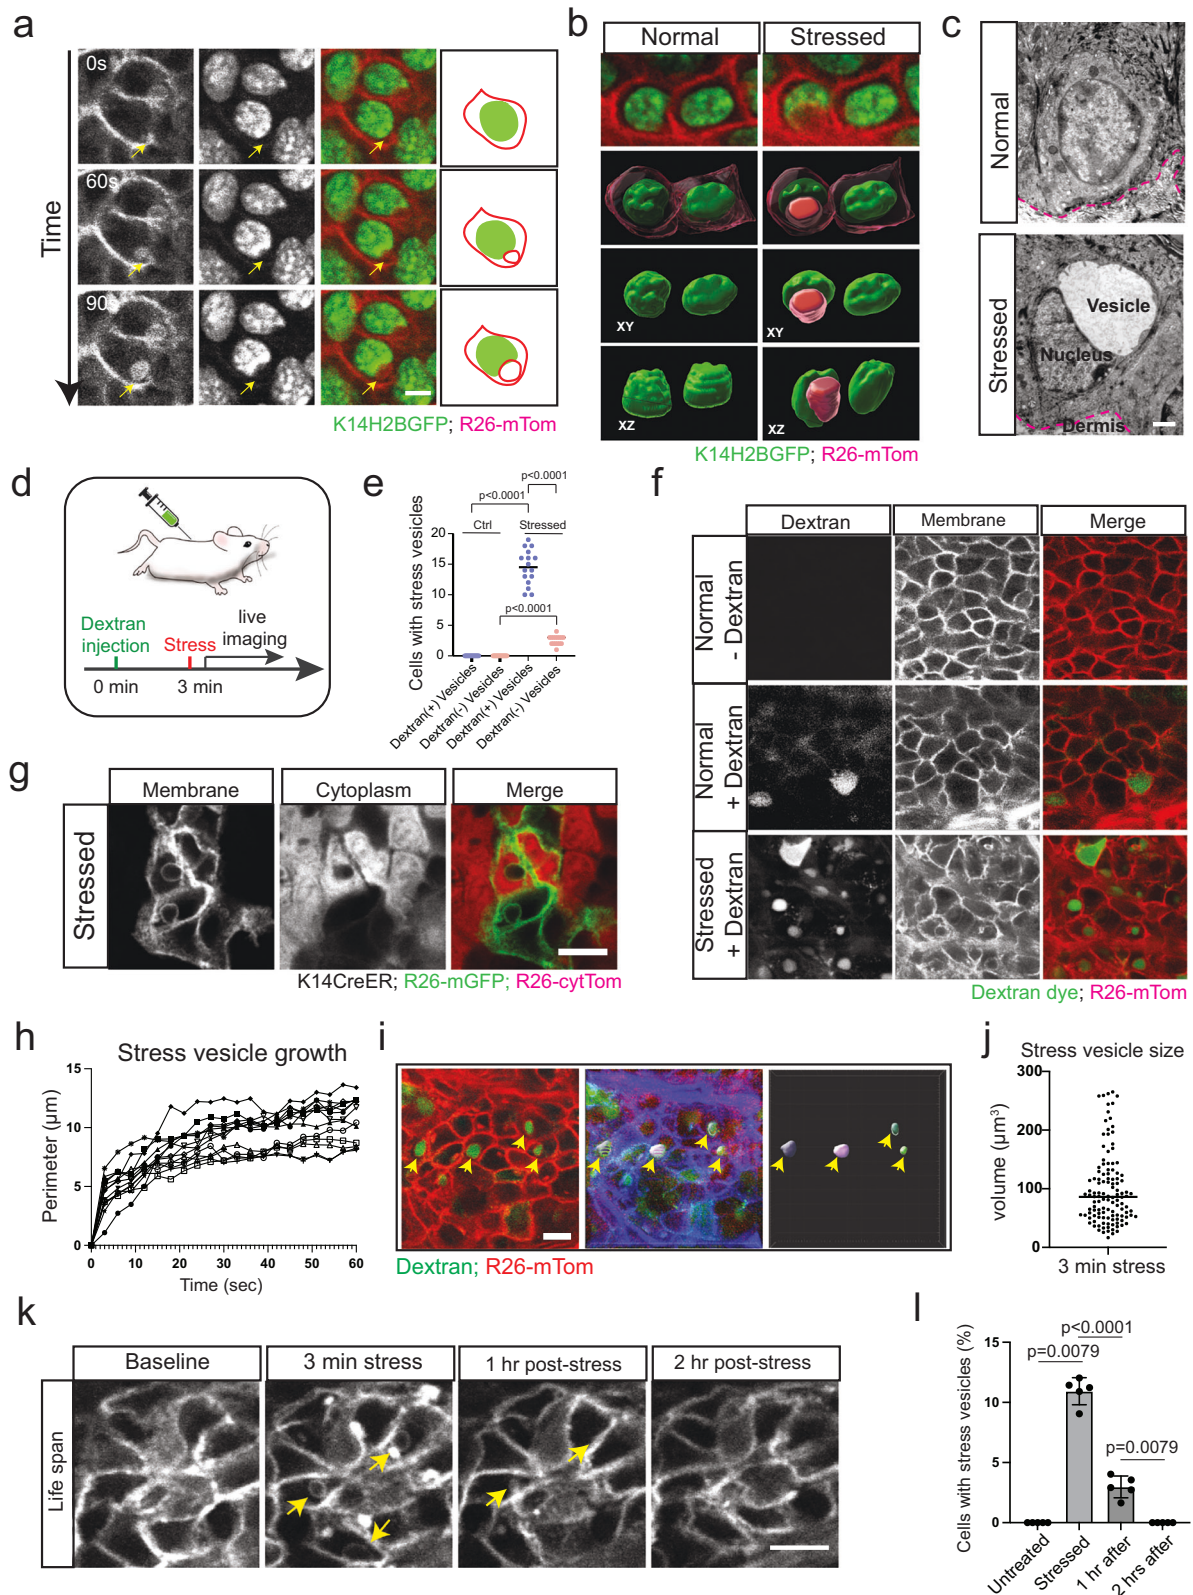 a
0s
60s
90s
Time
K14H2BGFP; R26-mTom
b
Normal
Stressed
XY
XY
XZ
XZ
K14H2BGFP; R26-mTom
c
Normal
Stressed
Vesicle
Nucleus
Dermis
d
Dextran
injection
Stress
live
imaging
0 min
3 min
e
p<0.0001
p<0.0001
Ctrl
Stressed
p<0.0001
Cells with stress vesicles
20
15
10
5
0
Dextran(+) Vesicles
Dextran(-) Vesicles
Dextran(+) Vesicles
Dextran(-) Vesicles
f
Dextran
Membrane
Merge
Normal
- Dextran
Normal
+ Dextran
Stressed
+ Dextran
Dextran dye; R26-mTom
g
Membrane
Cytoplasm
Merge
Stressed
K14CreER; R26-mGFP; R26-cytTom
h
Stress vesicle growth
Perimeter (µm)
15
10
5
0
0 10 20 30 40 50 60
Time (sec)
i
Dextran; R26-mTom
j
Stress vesicle size
volume (µm³)
300
200
100
0
3 min stress
k
Baseline
3 min stress
1 hr post-stress
2 hr post-stress
Life span
l
Cells with stress vesicles (%)
15
10
5
0
p<0.0001
p=0.0079
p=0.0079
Untreated
Stressed
1 hr after
2 hrs after